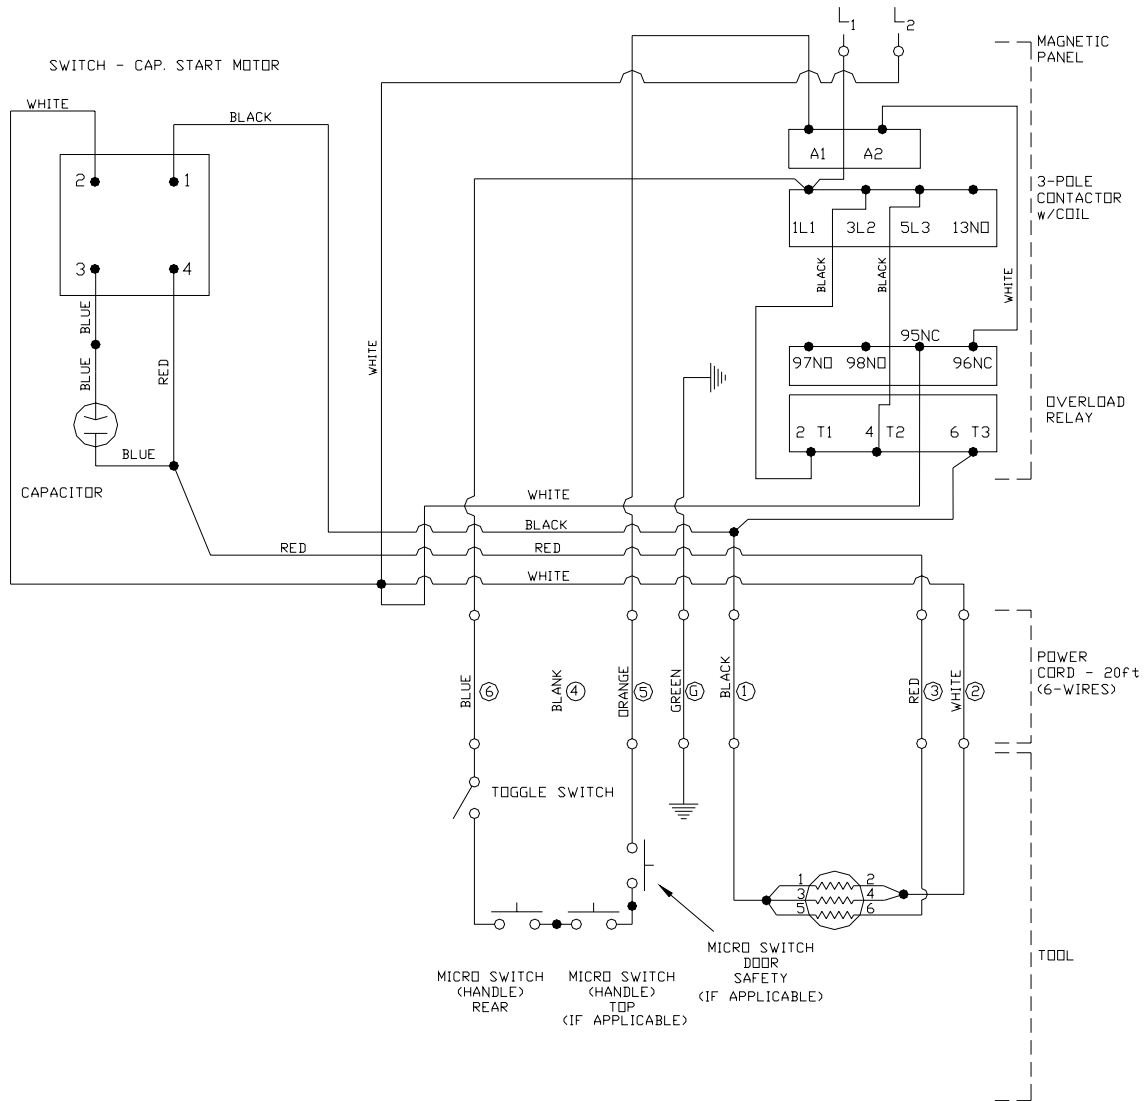 L1 L2
MAGNETIC
PANEL
SWITCH - CAP. START MOTOR
WHITE
BLACK
2 1
3 4
A1 A2
3-POLE
CONTACTOR
W/COIL
1L1 3L2 5L3 13NO
BLACK
BLACK
WHITE
BLUE
BLUE
RED
WHITE
95NC
97NO 98NO 96NC
OVERLOAD
RELAY
2 T1 4 T2 6 T3
BLUE
CAPACITOR
WHITE
BLACK
RED RED
WHITE
POWER
CORD - 20ft
(6-WIRES)
BLUE 6
BLANK 4
ORANGE 5
GREEN G
BLACK 1
RED 3
WHITE 2
TOGGLE SWITCH
1 2
3 4
5 6
MICRO SWITCH
DOOR
SAFETY
(IF APPLICABLE)
TOOL
MICRO SWITCH
(HANDLE)
REAR
MICRO SWITCH
(HANDLE)
TOP
(IF APPLICABLE)